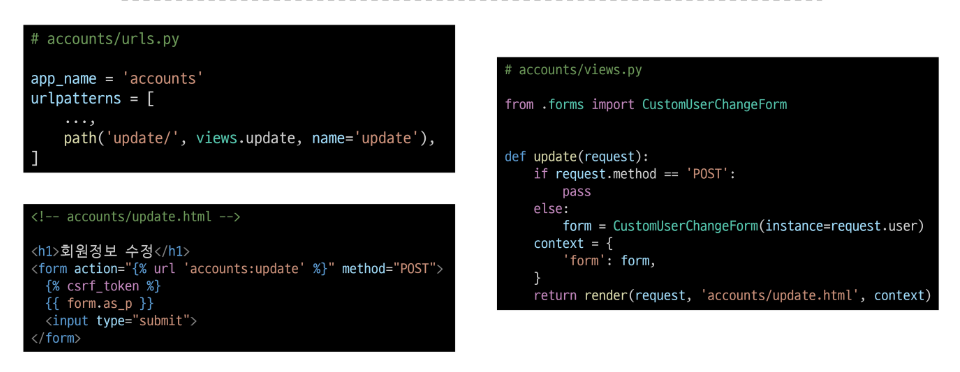 # accounts/urls.py
app_name = 'accounts'
urlpatterns = [
    ...,
    path('update/', views.update, name='update'),
]
<!-- accounts/update.html -->
<h1>회원정보 수정</h1>
<form action="{% url 'accounts:update' %}" method="POST">
  {% csrf_token %}
  {{ form.as_p }}
  <input type="submit">
</form>
# accounts/views.py
from .forms import CustomUserChangeForm
def update(request):
    if request.method == 'POST':
        pass
    else:
        form = CustomUserChangeForm(instance=request.user)
    context = {
        'form': form,
    }
    return render(request, 'accounts/update.html', context)